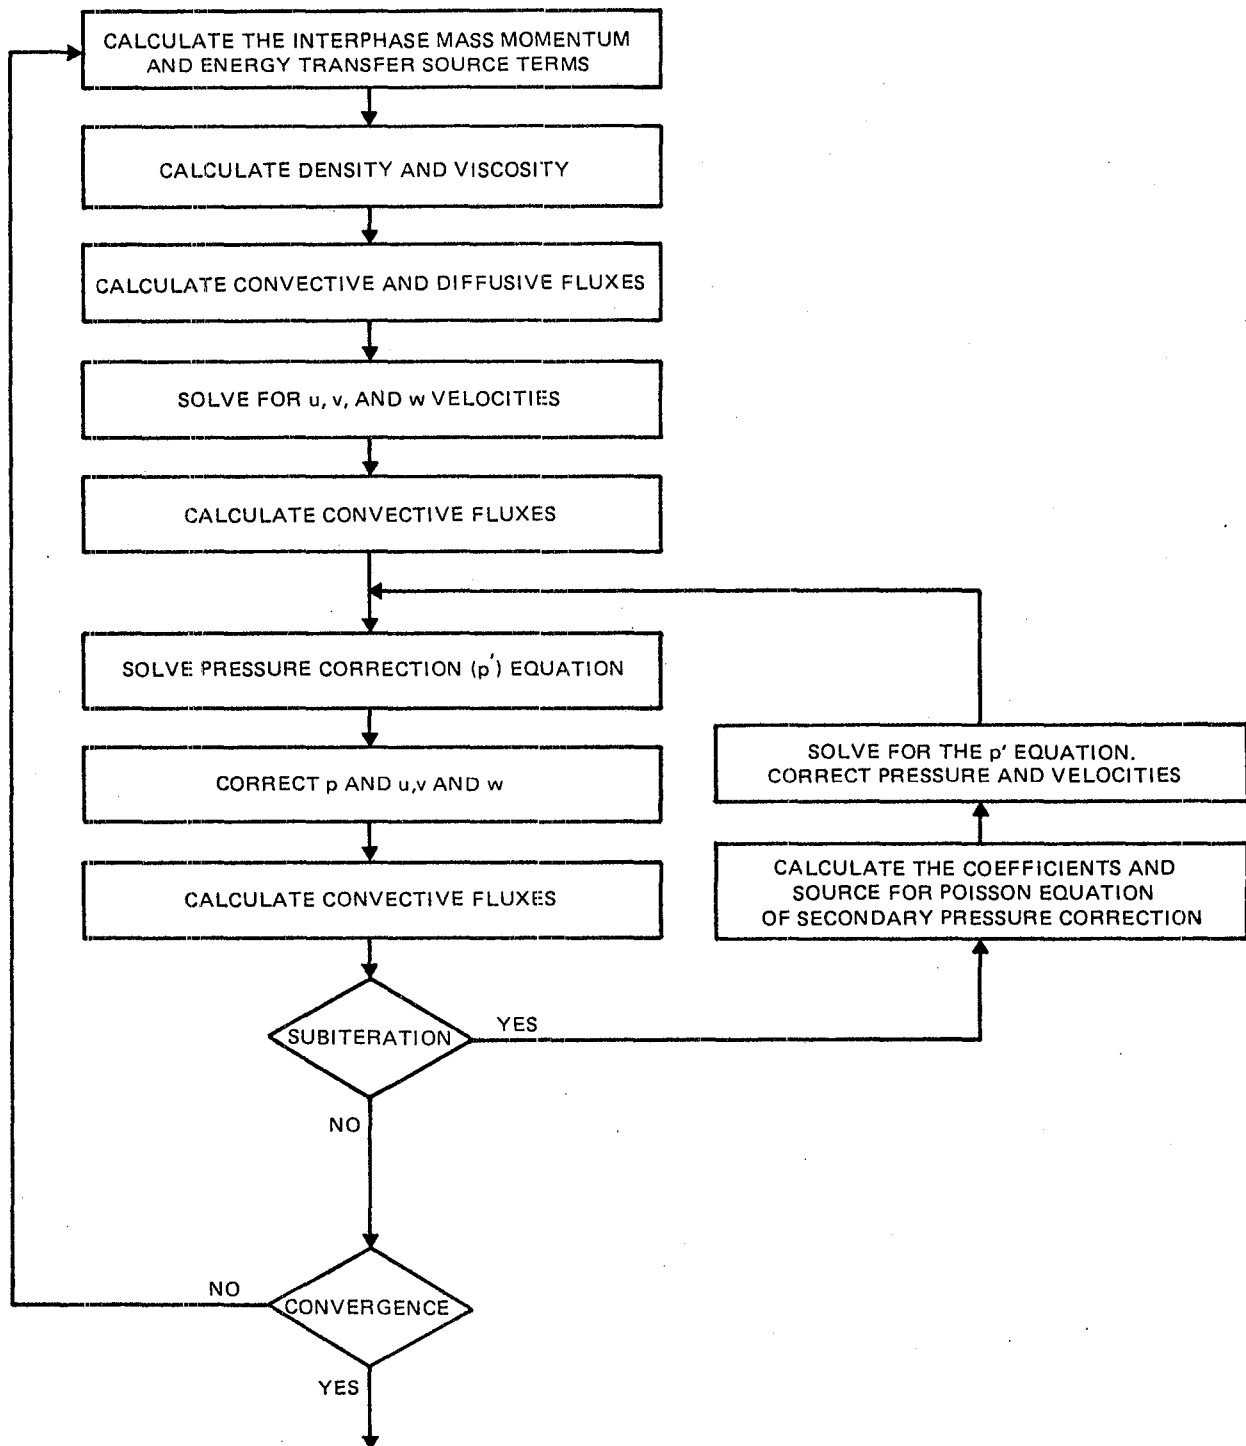 CALCULATE THE INTERPHASE MASS MOMENTUM
AND ENERGY TRANSFER SOURCE TERMS
CALCULATE DENSITY AND VISCOSITY
CALCULATE CONVECTIVE AND DIFFUSIVE FLUXES
SOLVE FOR u, v, AND w VELOCITIES
CALCULATE CONVECTIVE FLUXES
SOLVE PRESSURE CORRECTION (p') EQUATION
CORRECT p AND u,v AND w
CALCULATE CONVECTIVE FLUXES
SOLVE FOR THE p' EQUATION.
CORRECT PRESSURE AND VELOCITIES
CALCULATE THE COEFFICIENTS AND
SOURCE FOR POISSON EQUATION
OF SECONDARY PRESSURE CORRECTION
SUBITERATION
YES
NO
NO
CONVERGENCE
YES